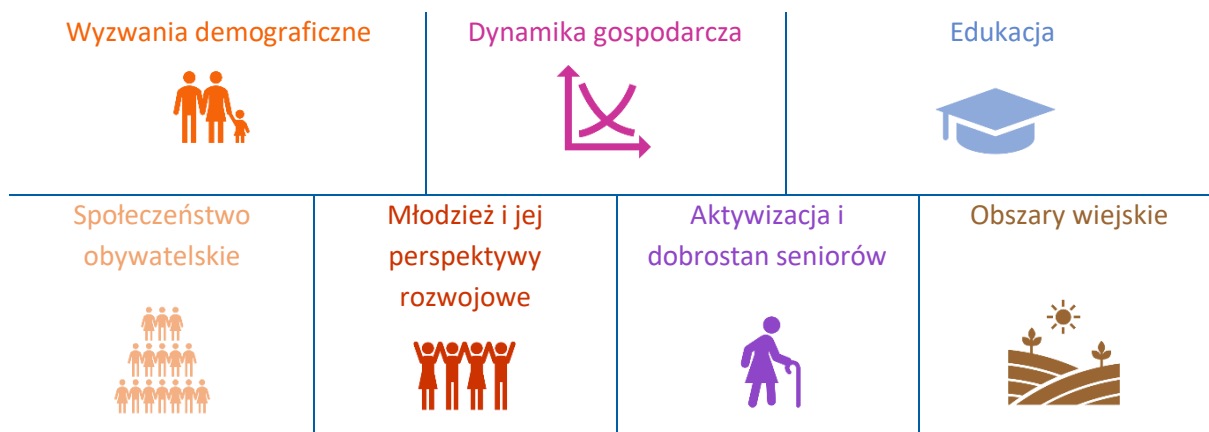 Wyzwania demograficzne
Dynamika gospodarcza
Edukacja
Społeczeństwo
obywatelskie
Młodzież i jej
perspektywy
rozwojowe
Aktywizacja i
dobrostan seniorów
Obszary wiejskie